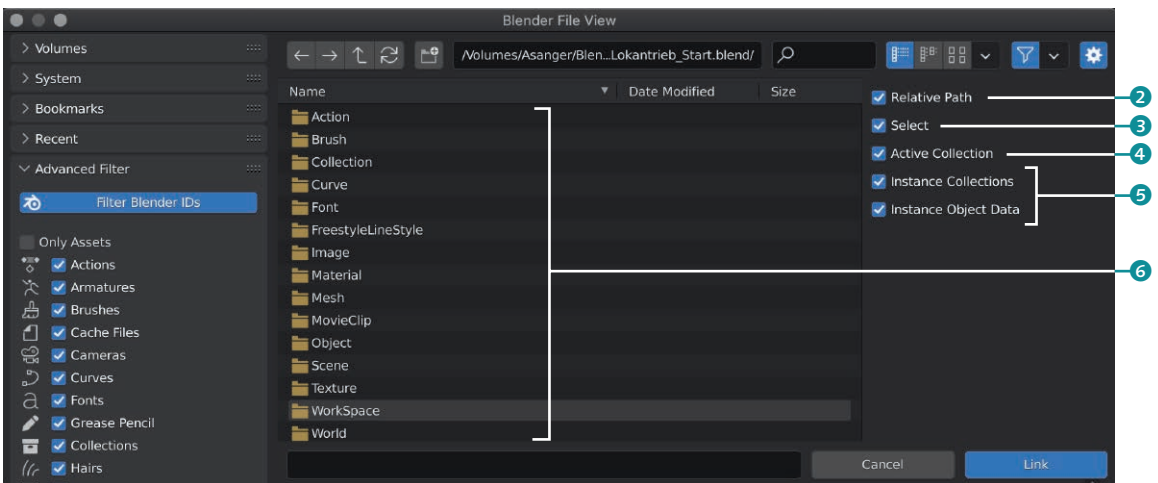 Blender File View
Volumes
System
Bookmarks
Recent
Advanced Filter
Filter Blender IDs
Only Assets
Actions
Armatures
Brushes
Cache Files
Cameras
Curves
Fonts
Grease Pencil
Collections
Hairs
/Volumes/Asanger/Blen...Lokantrieb_Start.blend/
Name Date Modified Size
Action
Brush
Collection
Curve
Font
FreestyleLineStyle
Image
Material
Mesh
MovieClip
Object
Scene
Texture
WorkSpace
World
Relative Path 2
Select 3
Active Collection 4
Instance Collections
Instance Object Data
5
6
Cancel Link